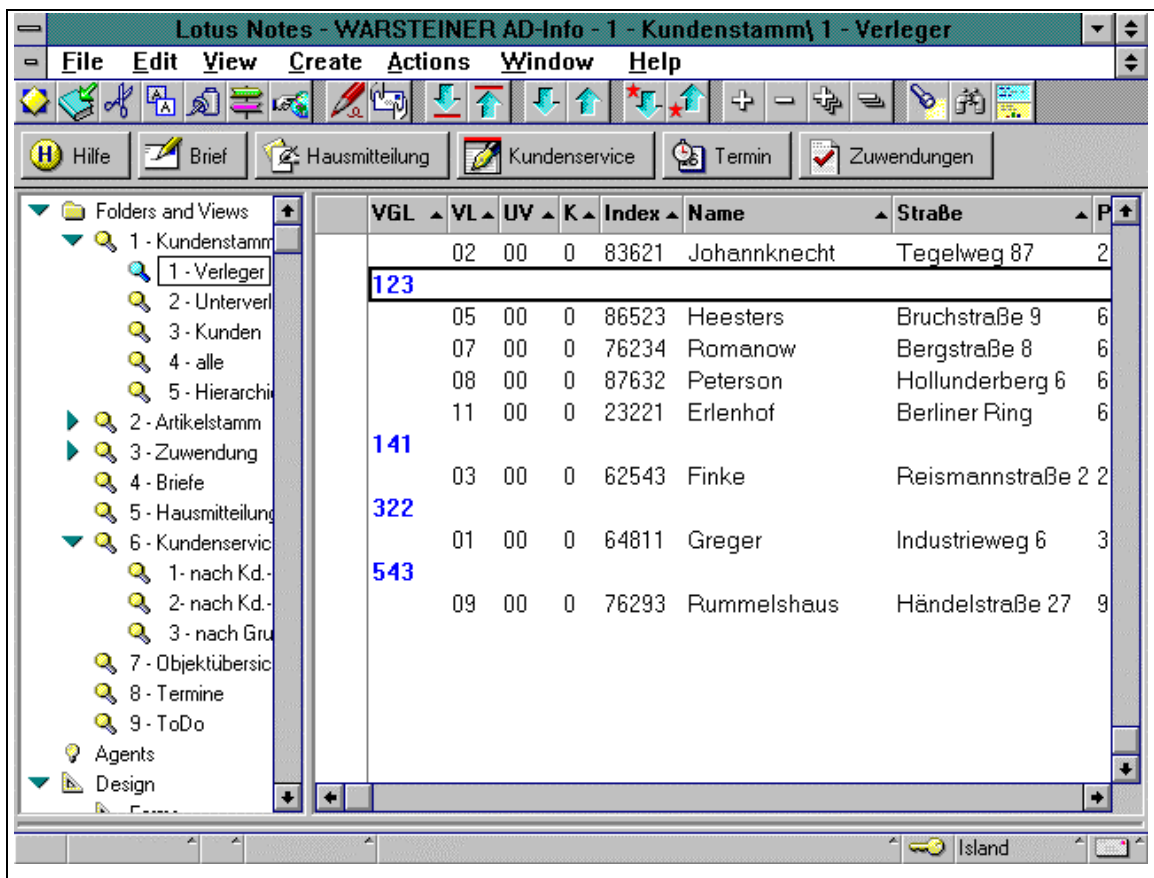 Lotus Notes - WARSTEINER AD-Info - 1 - Kundenstamm\ 1 - Verleger
File Edit View Create Actions Window Help
Hilfe Brief Hausmitteilung Kundenservice Termin Zuwendungen
Folders and Views
1 - Kundenstamm
1 - Verleger
2 - Unterverl
3 - Kunden
4 - alle
5 - Hierarchi
2 - Artikelstamm
3 - Zuwendung
4 - Briefe
5 - Hausmitteilung
6 - Kundenservic
1- nach Kd.-
2- nach Kd.-
3 - nach Gru
7 - Objektübersic
8 - Termine
9 - ToDo
Agents
Design
VGL VL UV K Index Name Straße P
02 00 0 83621 Johannknecht Tegelweg 87 2
123
05 00 0 86523 Heesters Bruchstraße 9 6
07 00 0 76234 Romanow Bergstraße 8 6
08 00 0 87632 Peterson Hollunderberg 6 6
11 00 0 23221 Erlenhof Berliner Ring 6
141
03 00 0 62543 Finke Reismannstraße 2 2
322
01 00 0 64811 Greger Industrieweg 6 3
543
09 00 0 76293 Rummelshaus Händelstraße 27 9
Island